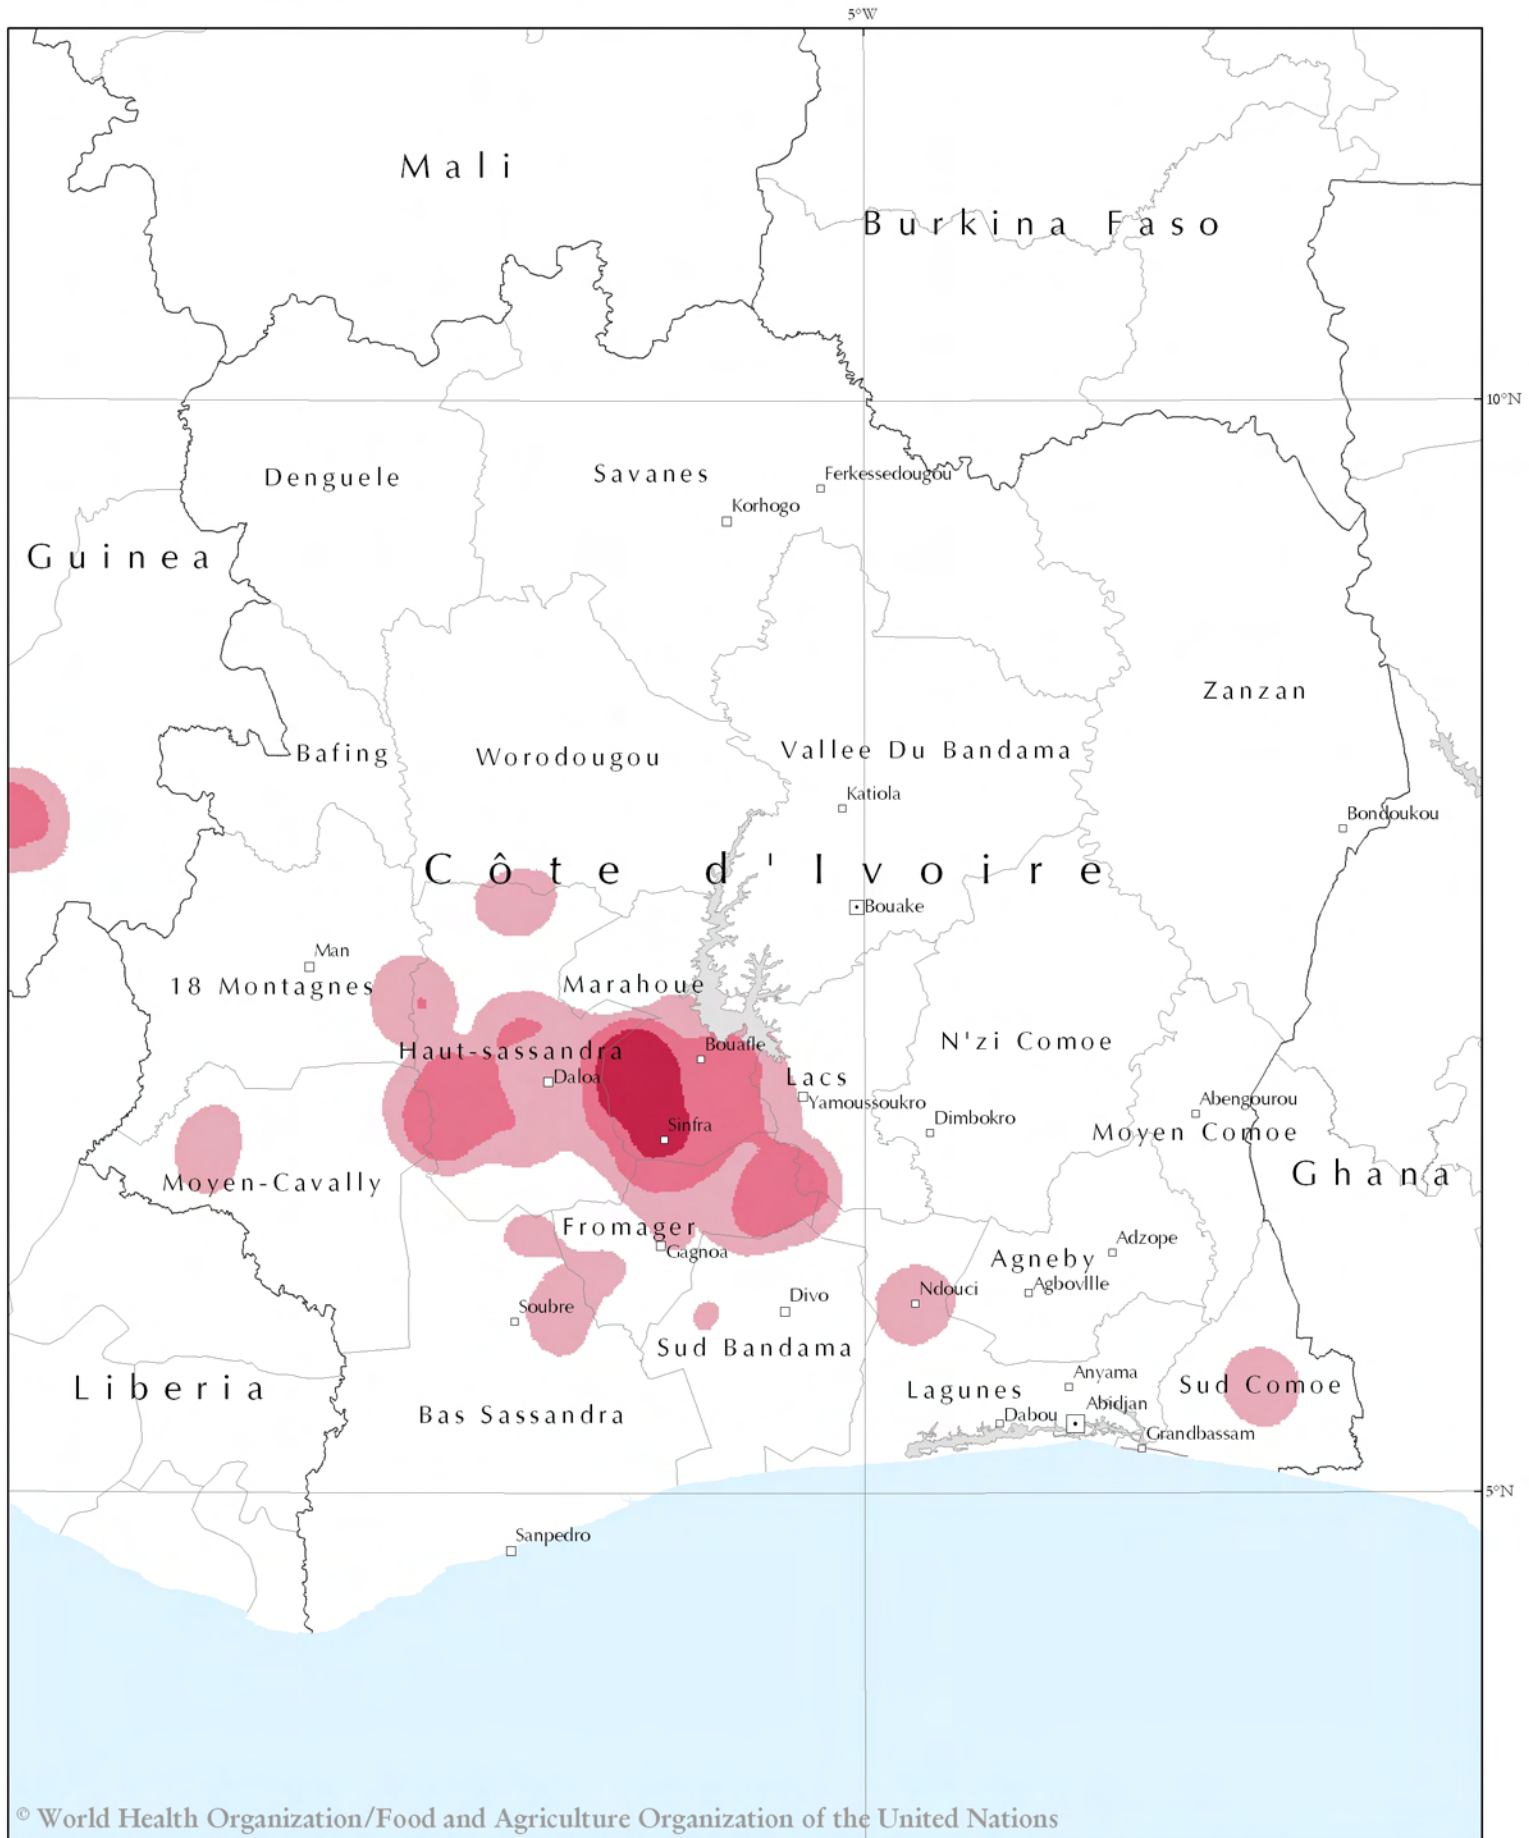 5°W
Mali
Burkina Faso
10°N
Ferkessedougou
Denguele
Savanes
Korhogo
Guinea
Zanzan
Vallee Du Bandama
Bafing
Worodougou
Katiola
Bondoukou
Côte d'Ivoire
Bouake
Man
18 Montagnes
Marahoue
N'zi Comoe
Bouafle
Haut-sassandra
Daloa
Lacs
Yamoussoukro
Abengourou
Dimbokro
Sinfra
Moyen Comoe
Ghana
Moyen-Cavally
Fromager
Gagnoa
Adzope
Agneby
Agbovllle
Ndouci
Divo
Soubre
Sud Bandama
Anyama
Sud Comoe
Liberia
Lagunes
Abidjan
Dabou
Bas Sassandra
Grandbassam
5°N
Sanpedro
© World Health Organization/Food and Agriculture Organization of the United Nations